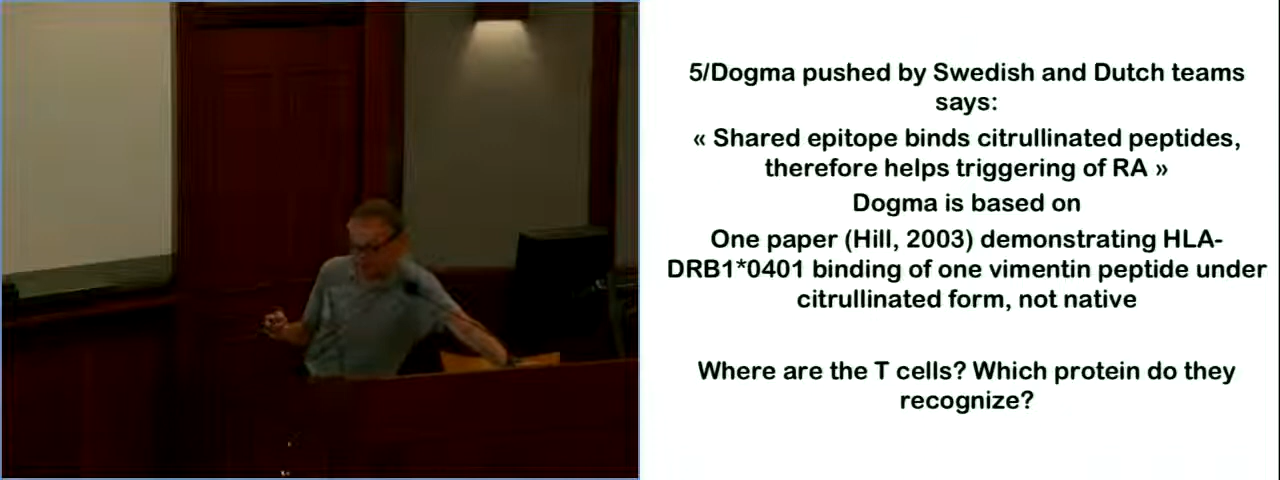 5/Dogma pushed by Swedish and Dutch teams
says:
« Shared epitope binds citrullinated peptides,
therefore helps triggering of RA »
Dogma is based on
One paper (Hill, 2003) demonstrating HLA-
DRB1*0401 binding of one vimentin peptide under
citrullinated form, not native
Where are the T cells? Which protein do they
recognize?